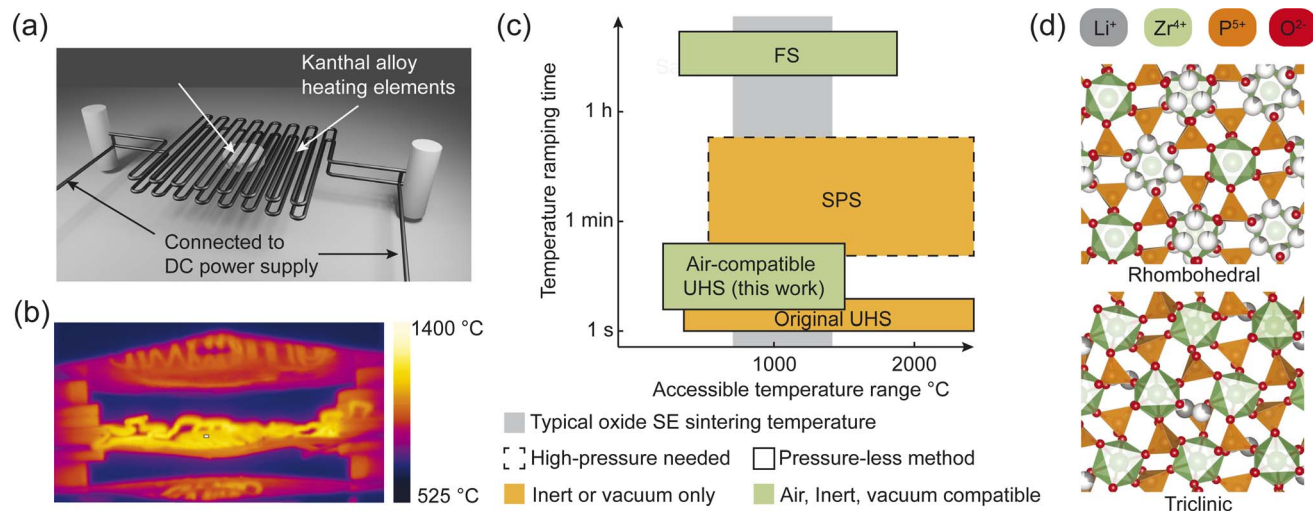 (a)
Kanthal alloy
heating elements
Connected to
DC power supply
(b)
1400 °C
525 °C
(c)
Temperature ramping time
1 h
1 min
1 s
FS
SPS
Air-compatible
UHS (this work)
Original UHS
1000
2000
Accessible temperature range °C
Typical oxide SE sintering temperature
High-pressure needed
Pressure-less method
Inert or vacuum only
Air, Inert, vacuum compatible
(d)
Li⁺
Zr⁴⁺
P⁵⁺
O²⁻
Rhombohedral
Triclinic